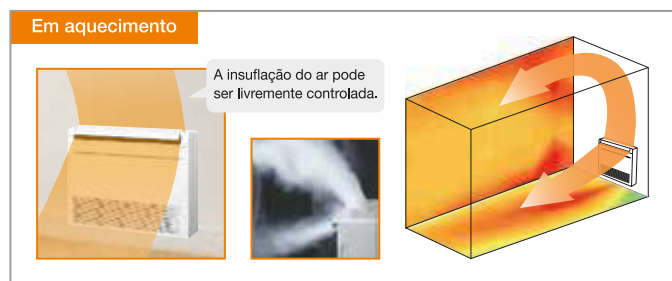 Em aquecimento
A insuflação do ar pode
ser livremente controlada.